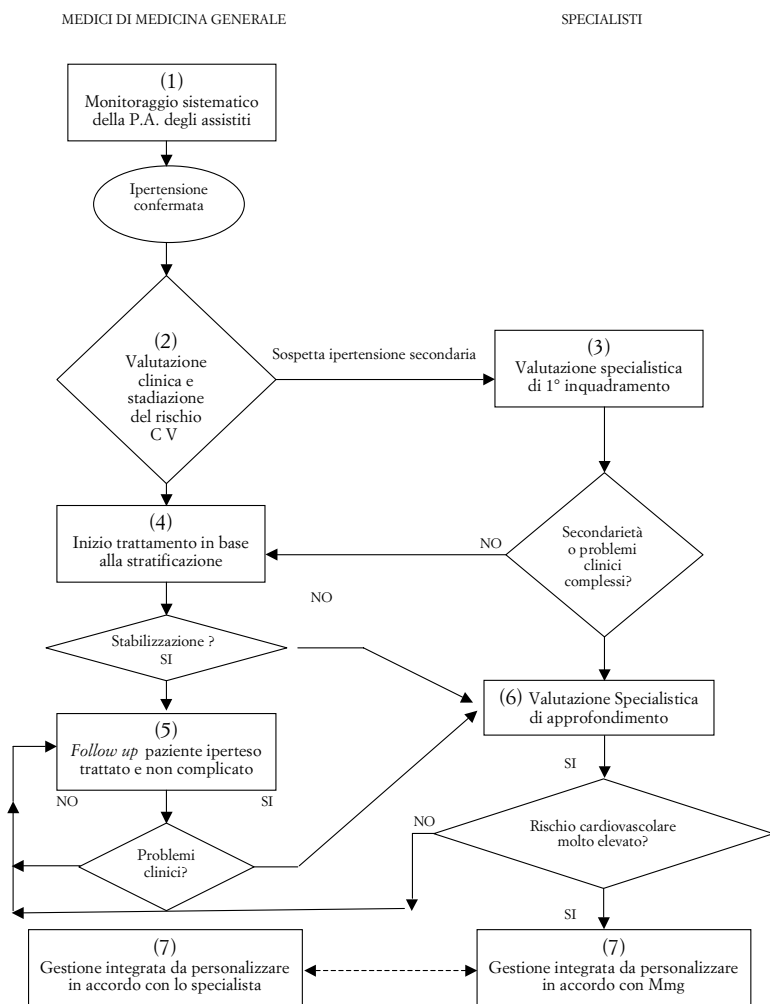 MEDICI DI MEDICINA GENERALE
SPECIALISTI
(1)
Monitoraggio sistematico
della P.A. degli assistiti
Ipertensione
confermata
(2)
Valutazione
clinica e
stadiazione
del rischio
C V
Sospetta ipertensione secondaria
(3)
Valutazione specialistica
di 1° inquadramento
(4)
Inizio trattamento in base
alla stratificazione
NO
Secondarietà
o problemi
clinici
complessi?
NO
Stabilizzazione ?
SI
(5)
Follow up paziente iperteso
trattato e non complicato
NO
SI
(6) Valutazione Specialistica
di approfondimento
SI
Problemi
clinici?
NO
Rischio cardiovascolare
molto elevato?
SI
(7)
Gestione integrata da personalizzare
in accordo con lo specialista
(7)
Gestione integrata da personalizzare
in accordo con Mmg